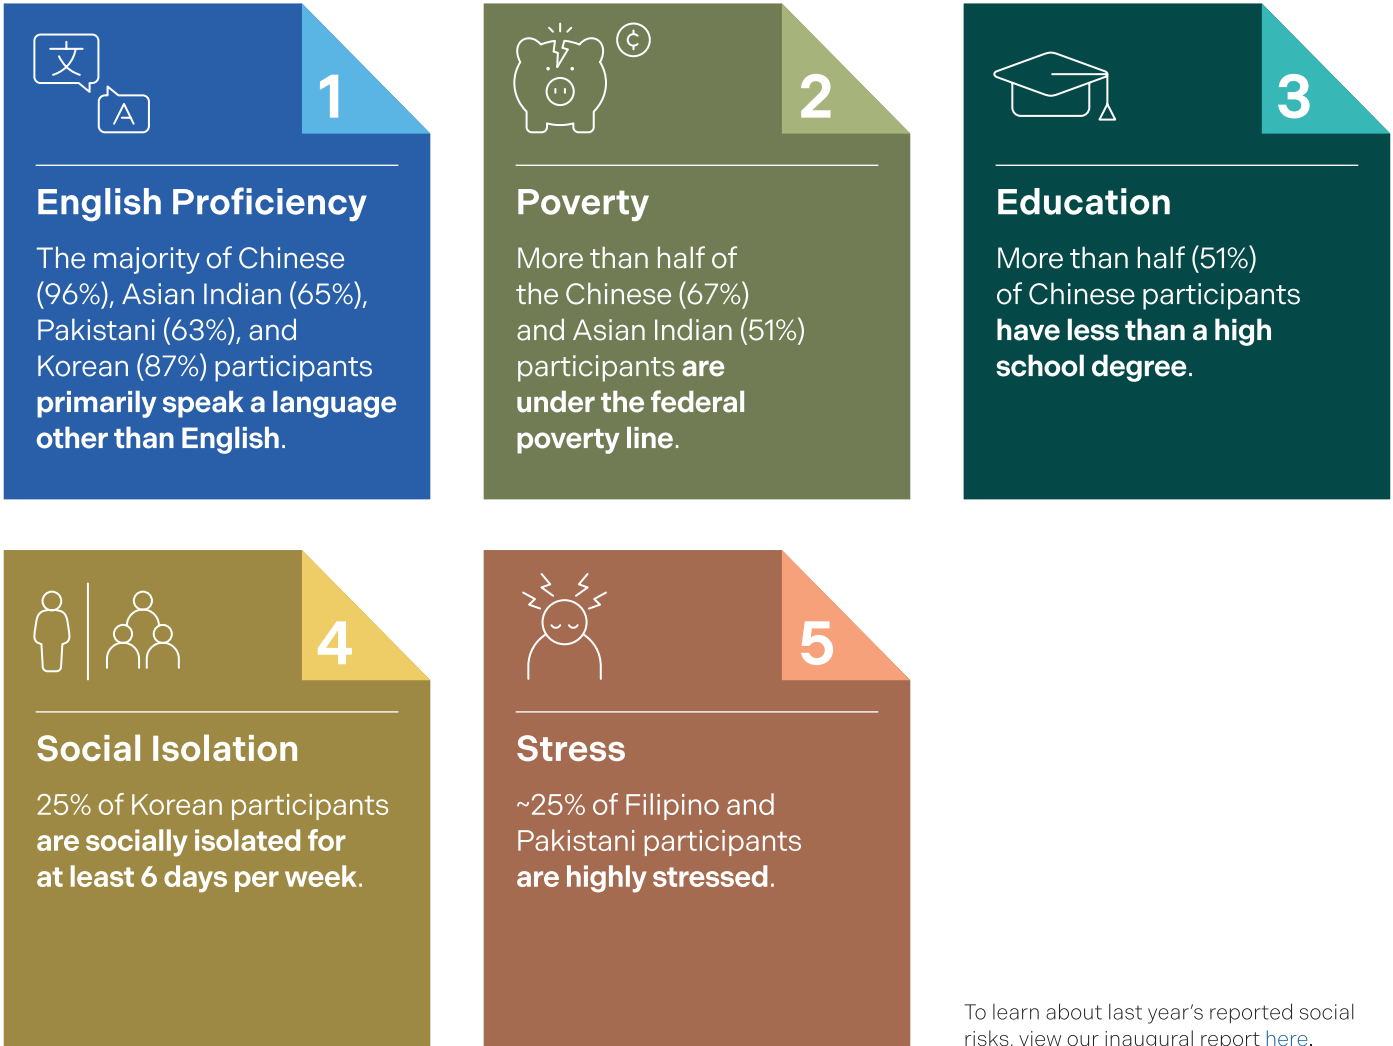 文
A
1
English Proficiency
The majority of Chinese
(96%), Asian Indian (65%),
Pakistani (63%), and
Korean (87%) participants
primarily speak a language
other than English.
¢
2
Poverty
More than half of
the Chinese (67%)
and Asian Indian (51%)
participants are
under the federal
poverty line.
3
Education
More than half (51%)
of Chinese participants
have less than a high
school degree.
4
Social Isolation
25% of Korean participants
are socially isolated for
at least 6 days per week.
5
Stress
~25% of Filipino and
Pakistani participants
are highly stressed.
To learn about last year’s reported social
risks, view our inaugural report here.